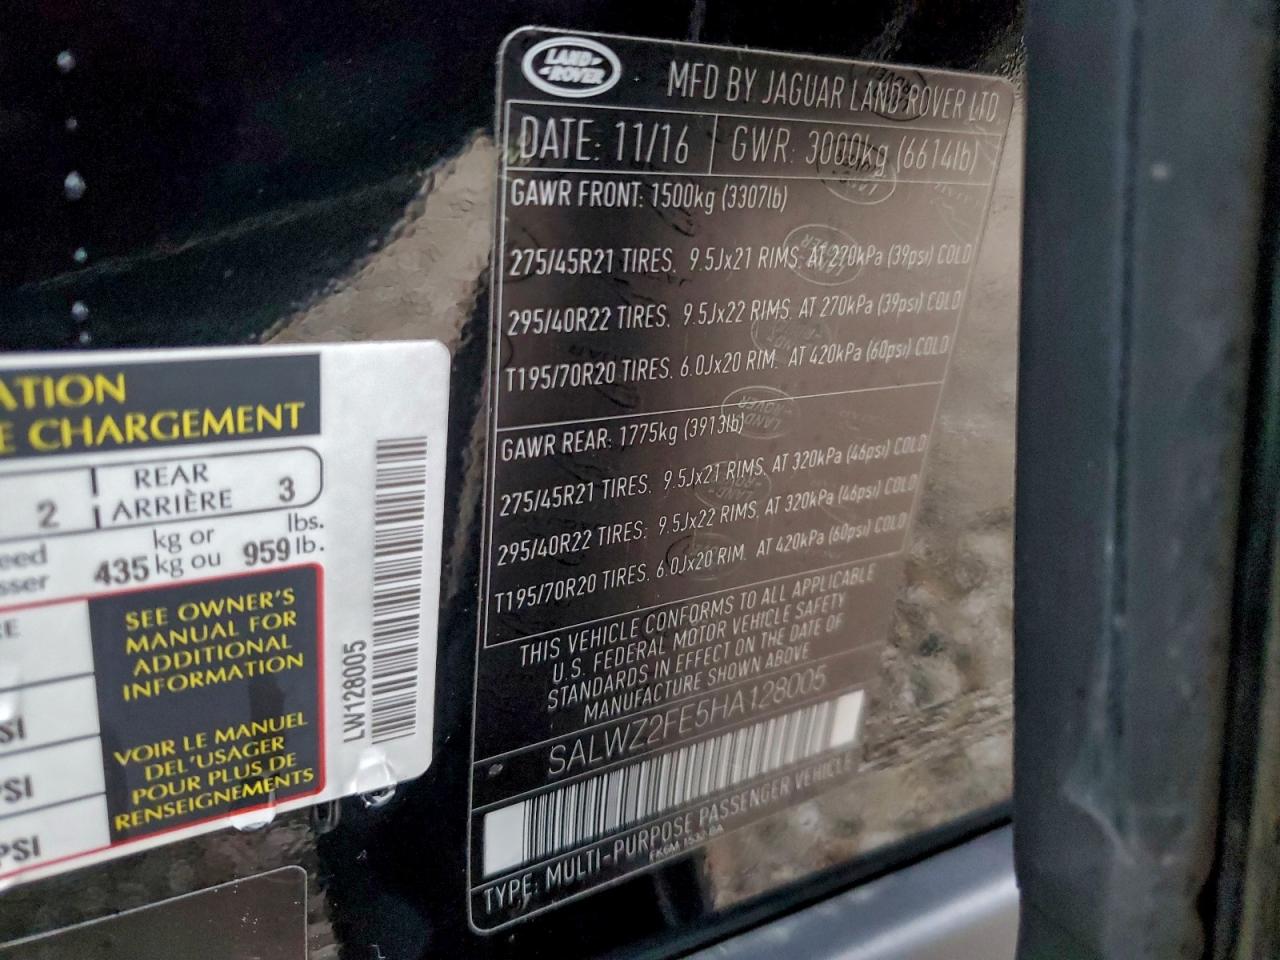 LAND-
-ROVER
MFD BY JAGUAR LAND ROVER LTD
DATE: 11/16
GWR: 3000kg (6614lb)
GAWR FRONT: 1500kg (3307lb)
275/45R21 TIRES. 9.5Jx21 RIMS. AT 270kPa (39psi) COLD
295/40R22 TIRES. 9.5Jx22 RIMS. AT 270kPa (39psi) COLD
T195/70R20 TIRES. 6.0Jx20 RIM. AT 420kPa (60psi) COLD
GAWR REAR: 1775kg (3913lb)
275/45R21 TIRES. 9.5Jx21 RIMS. AT 320kPa (46psi) COLD
295/40R22 TIRES: 9.5Jx22 RIMS. AT 320kPa (46psi) COLD
T195/70R20 TIRES. 6.0Jx20 RIM. AT 420kPa (60psi) COLD
THIS VEHICLE CONFORMS TO ALL APPLICABLE
U.S. FEDERAL MOTOR VEHICLE SAFETY
STANDARDS IN EFFECT ON THE DATE OF
MANUFACTURE SHOWN ABOVE
SALWZ2FE5HA128005
TYPE: MULTI-PURPOSE PASSENGER VEHICLE
ATION
E CHARGEMENT
2
REAR
ARRIÈRE
3
eed
sser
435
kg or
kg ou
959
lbs.
lb.
RE
SEE OWNER'S
MANUAL FOR
ADDITIONAL
INFORMATION
VOIR LE MANUEL
DEL'USAGER
POUR PLUS DE
RENSEIGNEMENTS
SI
PSI
PSI
LW128005